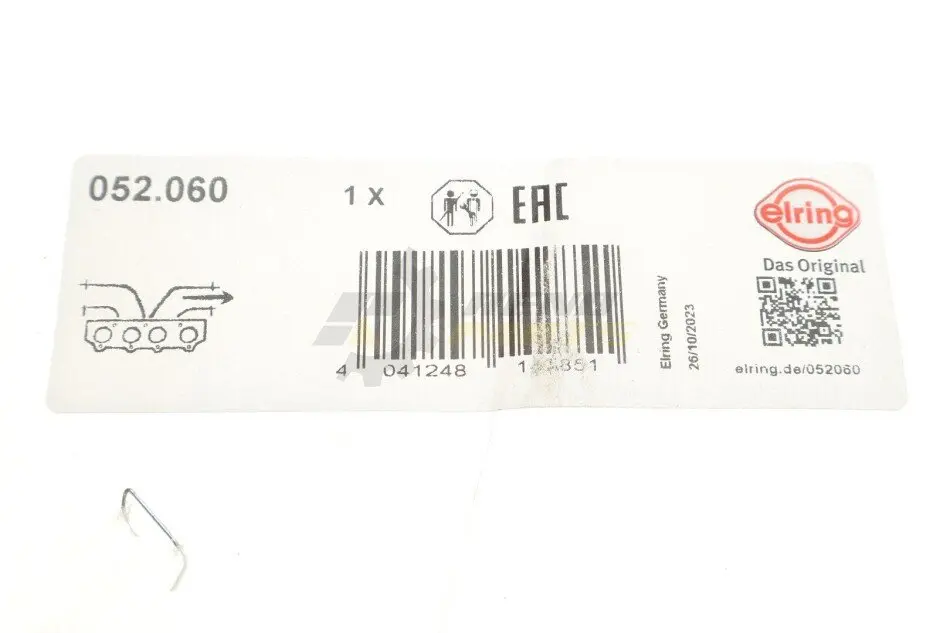 052.060
1 X
EAC
elring
Das Original
4 041248
Elring Germany
26/10/2023
elring.de/052060